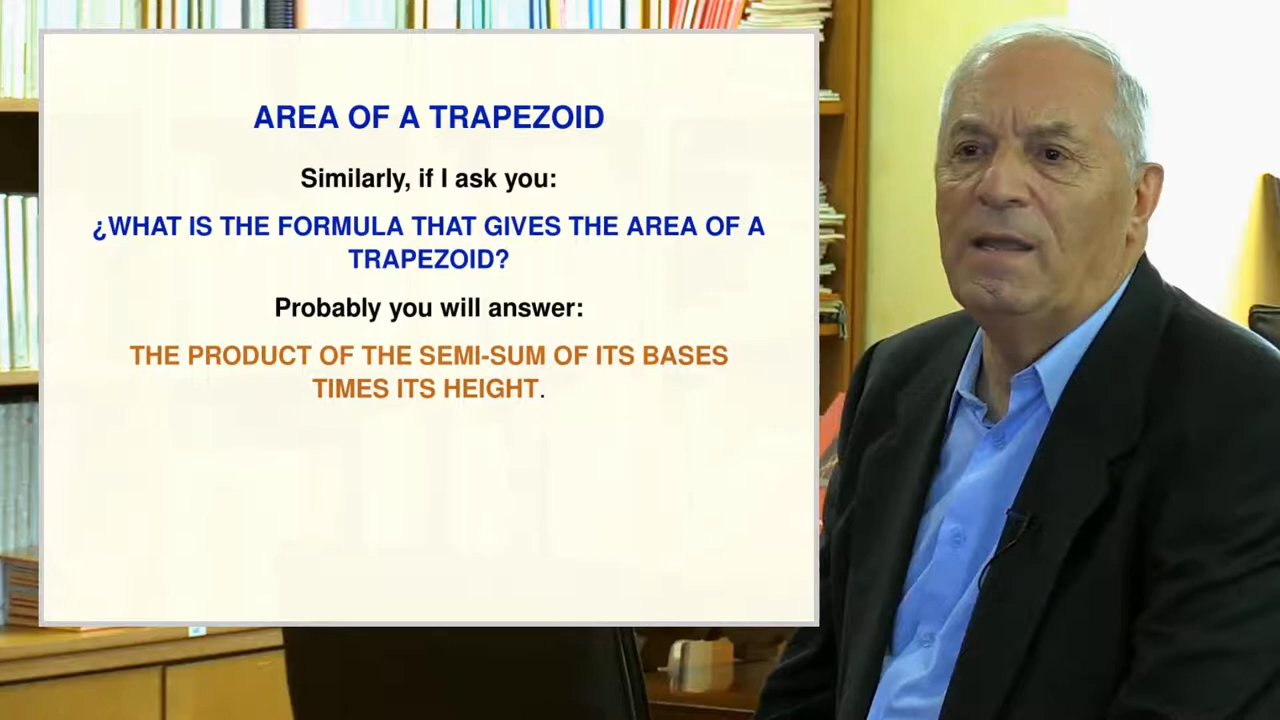 AREA OF A TRAPEZOID
Similarly, if I ask you:
¿WHAT IS THE FORMULA THAT GIVES THE AREA OF A
TRAPEZOID?
Probably you will answer:
THE PRODUCT OF THE SEMI-SUM OF ITS BASES
TIMES ITS HEIGHT.